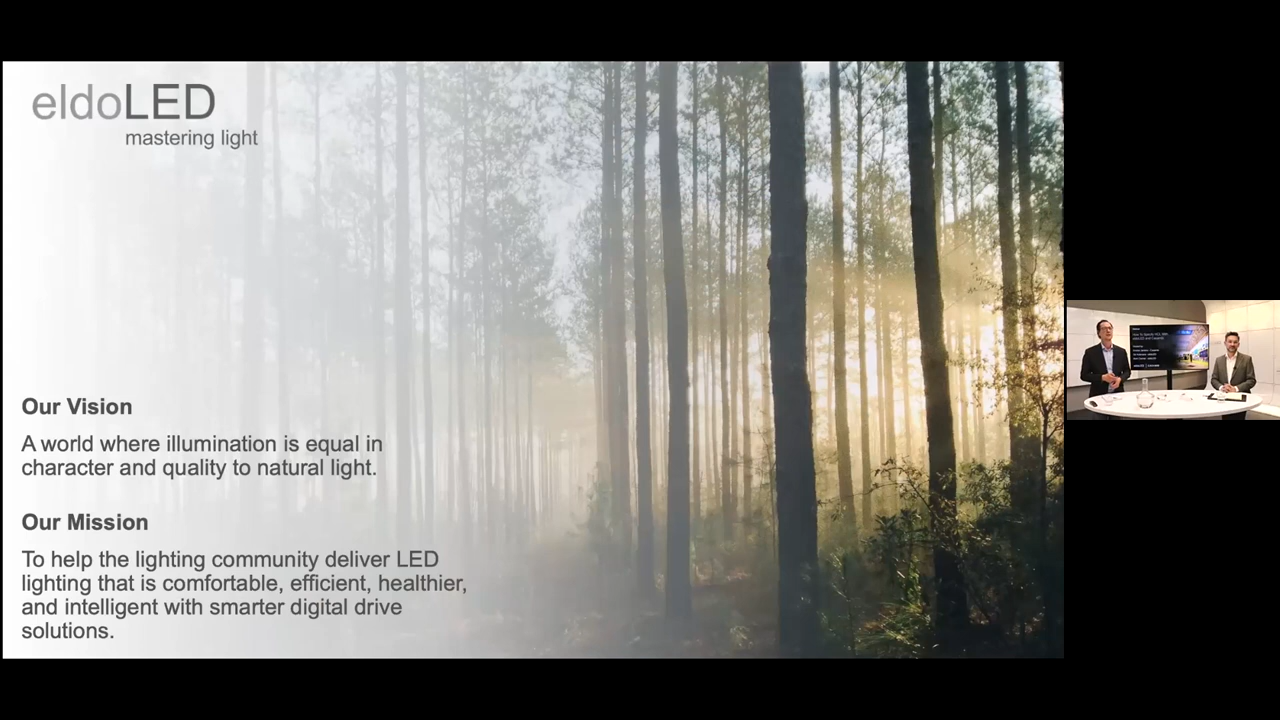 eldoLED
mastering light
Our Vision
A world where illumination is equal in
character and quality to natural light.
Our Mission
To help the lighting community deliver LED
lighting that is comfortable, efficient, healthier,
and intelligent with smarter digital drive
solutions.